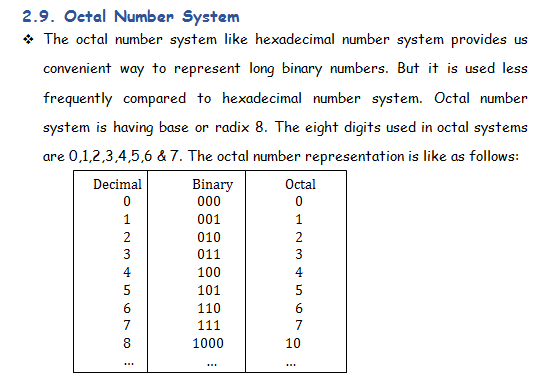 2.9. Octal Number System
❖ The octal number system like hexadecimal number system provides us
convenient way to represent long binary numbers. But it is used less
frequently compared to hexadecimal number system. Octal number
system is having base or radix 8. The eight digits used in octal systems
are 0,1,2,3,4,5,6 & 7. The octal number representation is like as follows:
Decimal Binary Octal
0 000 0
1 001 1
2 010 2
3 011 3
4 100 4
5 101 5
6 110 6
7 111 7
8 1000 10
... ... ...